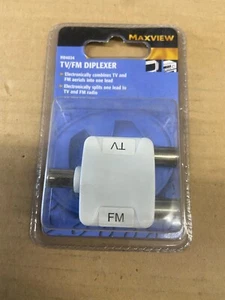 MAXVIEW
TV/FM DIPLEXER
• Electronically combines TV and
FM aerials into one lead
• Electronically splits one lead in
TV and FM radio
TV
FM